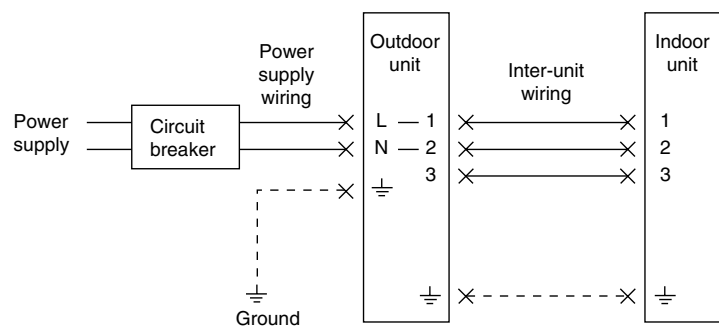 Power
supply
Circuit
breaker
Power
supply
wiring
Ground
Outdoor
unit
L — 1
N — 2
3
Inter-unit
wiring
Indoor
unit
1
2
3